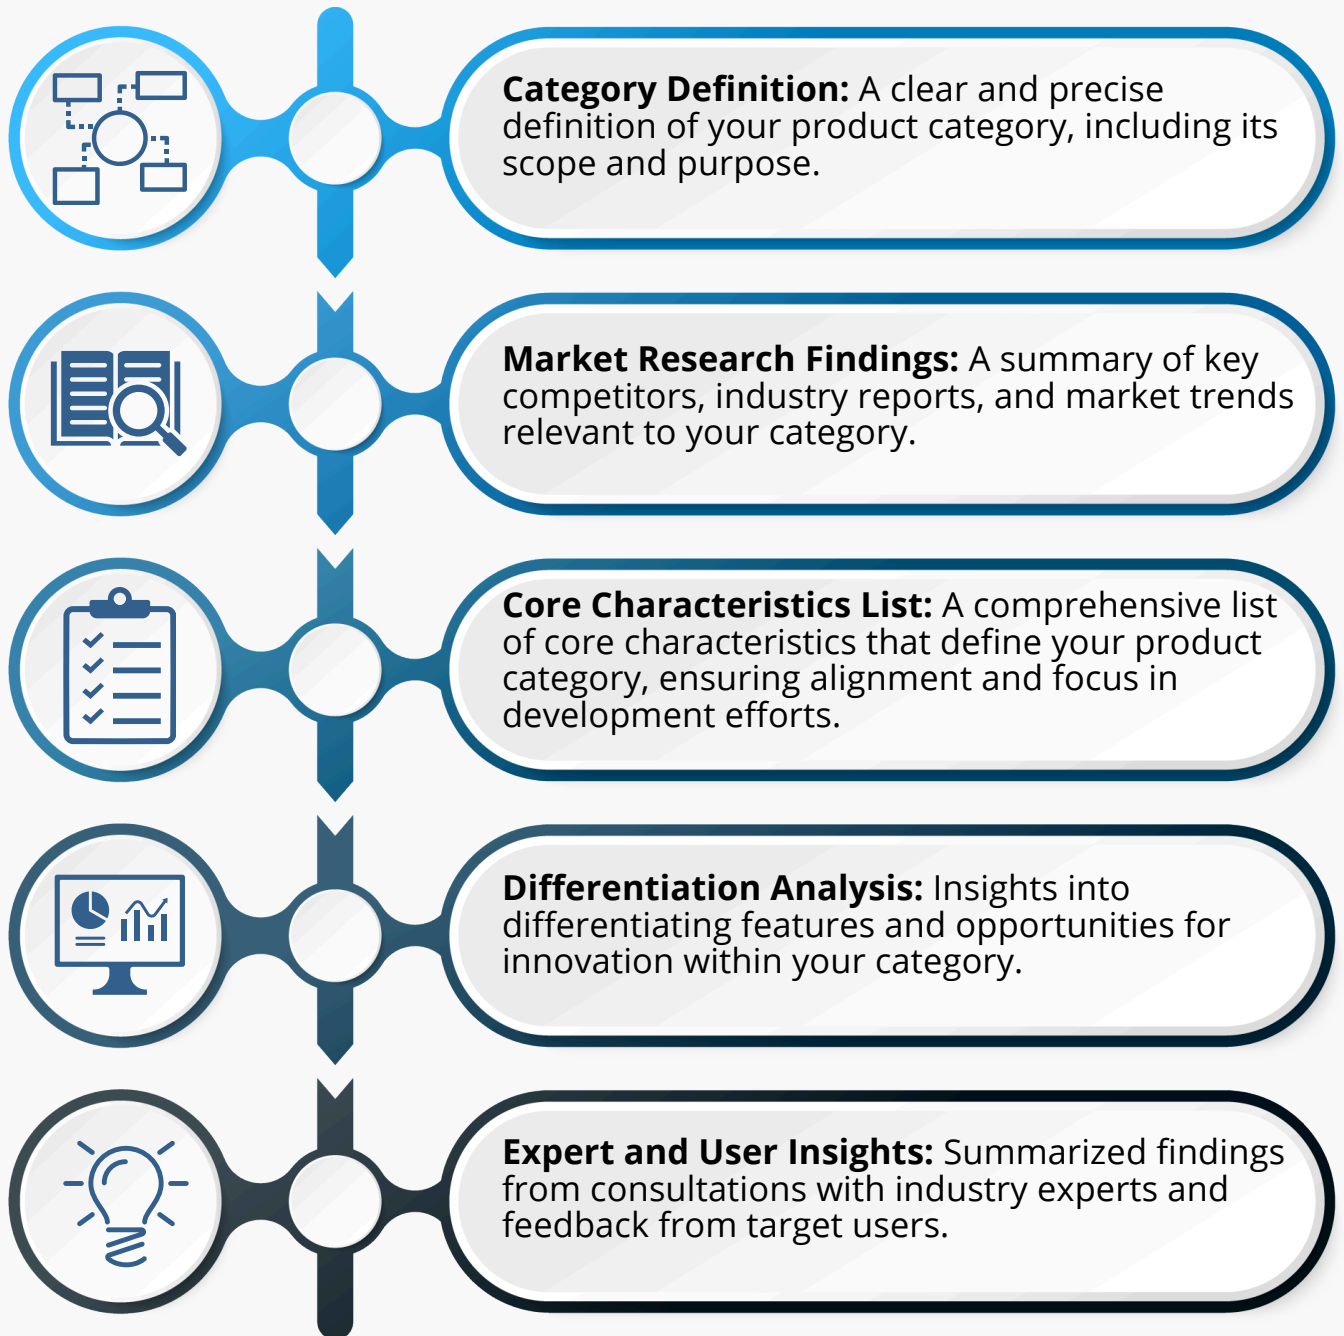 Category Definition: A clear and precise
definition of your product category, including its
scope and purpose.
Market Research Findings: A summary of key
competitors, industry reports, and market trends
relevant to your category.
Core Characteristics List: A comprehensive list
of core characteristics that define your product
category, ensuring alignment and focus in
development efforts.
Differentiation Analysis: Insights into
differentiating features and opportunities for
innovation within your category.
Expert and User Insights: Summarized findings
from consultations with industry experts and
feedback from target users.